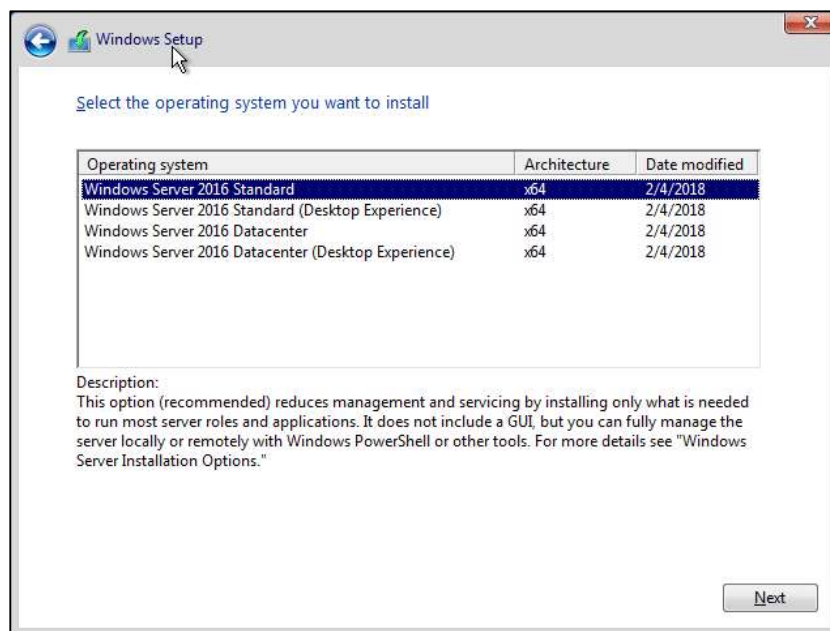 Windows Setup
Select the operating system you want to install
Operating system Architecture Date modified
Windows Server 2016 Standard x64 2/4/2018
Windows Server 2016 Standard (Desktop Experience) x64 2/4/2018
Windows Server 2016 Datacenter x64 2/4/2018
Windows Server 2016 Datacenter (Desktop Experience) x64 2/4/2018
Description:
This option (recommended) reduces management and servicing by installing only what is needed
to run most server roles and applications. It does not include a GUI, but you can fully manage the
server locally or remotely with Windows PowerShell or other tools. For more details see "Windows
Server Installation Options."
Next